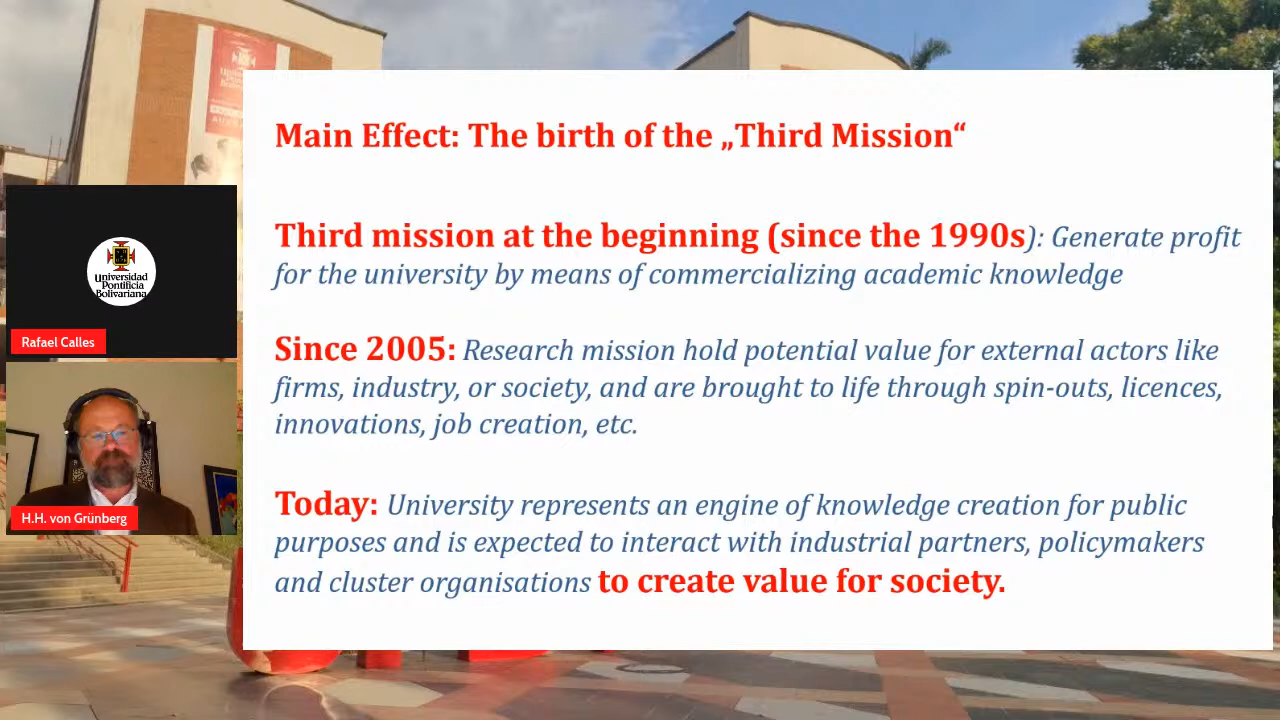 Main Effect: The birth of the „Third Mission“
Third mission at the beginning (since the 1990s): Generate profit
for the university by means of commercializing academic knowledge
Since 2005: Research mission hold potential value for external actors like
firms, industry, or society, and are brought to life through spin-outs, licences,
innovations, job creation, etc.
Today: University represents an engine of knowledge creation for public
purposes and is expected to interact with industrial partners, policymakers
and cluster organisations to create value for society.
Universidad
Pontificia
Bolivariana
Rafael Calles
H.H. von Grünberg